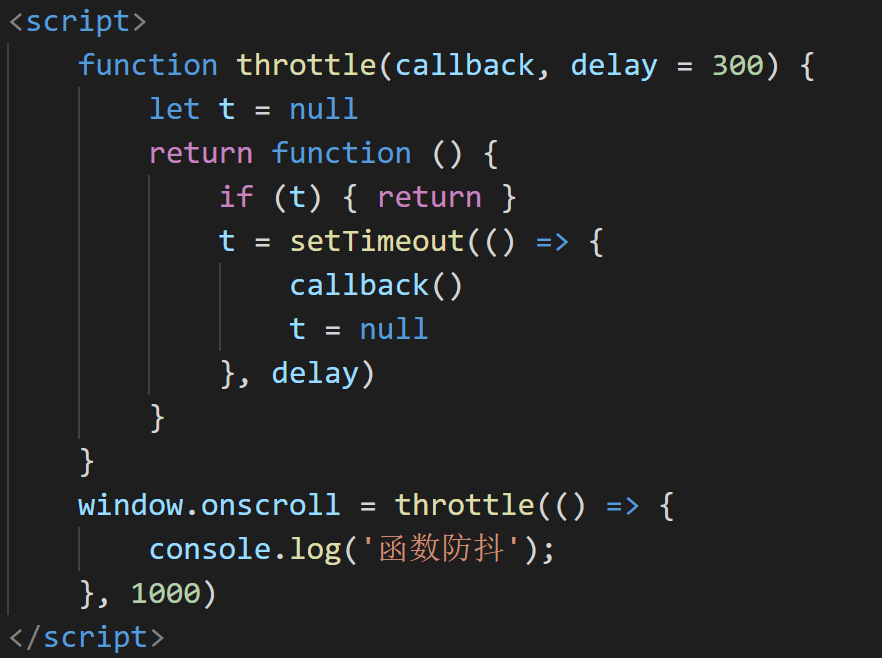 <script>
function throttle(callback, delay = 300) {
let t = null
return function () {
if (t) { return }
t = setTimeout(() => {
callback()
t = null
}, delay)
}
}
window.onscroll = throttle(() => {
console.log('函数防抖');
}, 1000)
</script>